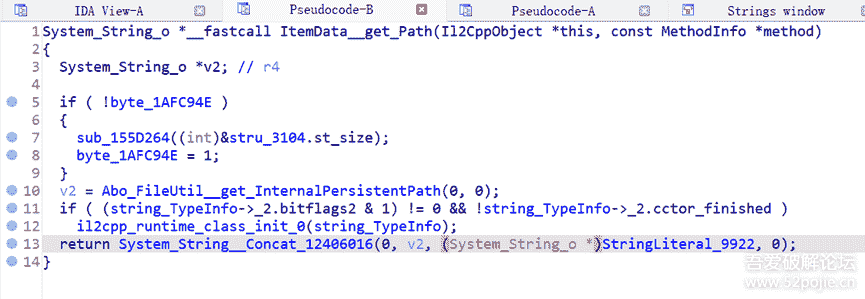 IDA View-A Pseudocode-B Pseudocode-A Strings window
1 System_String_o *__fastcall ItemData__get_Path(Il2CppObject *this, const MethodInfo *method)
2 {
3 System_String_o *v2; // r4
4
5 if ( !byte_1AFC94E )
6 {
7 sub_155D264((int)&stru_3104.st_size);
8 byte_1AFC94E = 1;
9 }
10 v2 = Abo_FileUtil__get_InternalPersistentPath(0, 0);
11 if ( (string_TypeInfo->_2.bitflags2 & 1) != 0 && !string_TypeInfo->_2.cctor_finished )
12 il2cpp_runtime_class_init_0(string_TypeInfo);
13 return System_String__Concat_12406016(0, v2, (System_String_o *)StringLiteral_9922, 0);
14 }
吾爱破解论坛
www.52pojie.cn